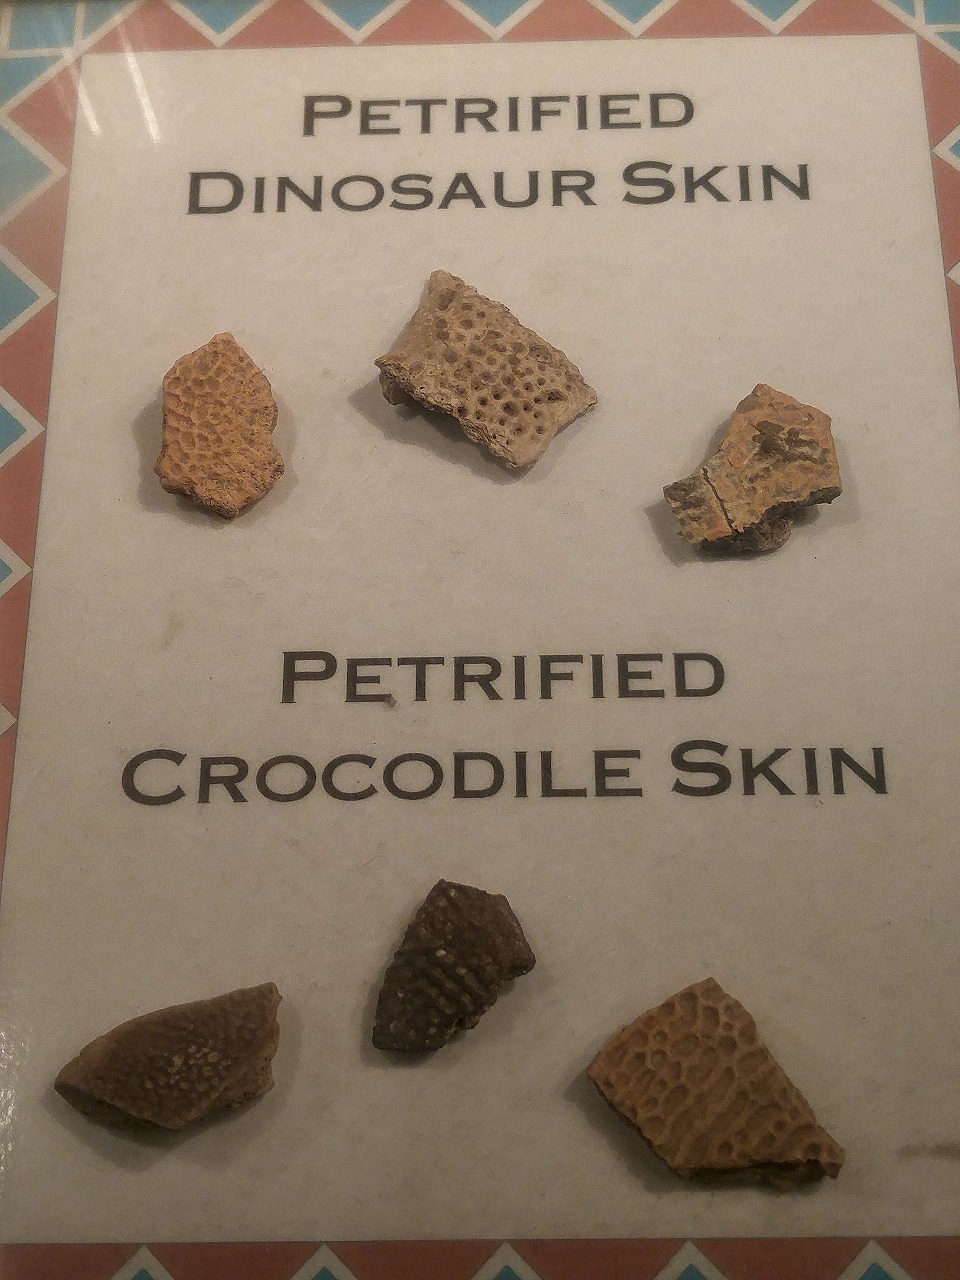 PETRIFIED
DINOSAUR SKIN
PETRIFIED
CROCODILE SKIN